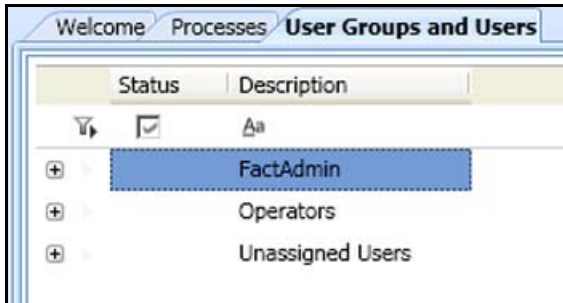 Welcome Processes User Groups and Users
Status Description
Aa
FactAdmin
Operators
Unassigned Users